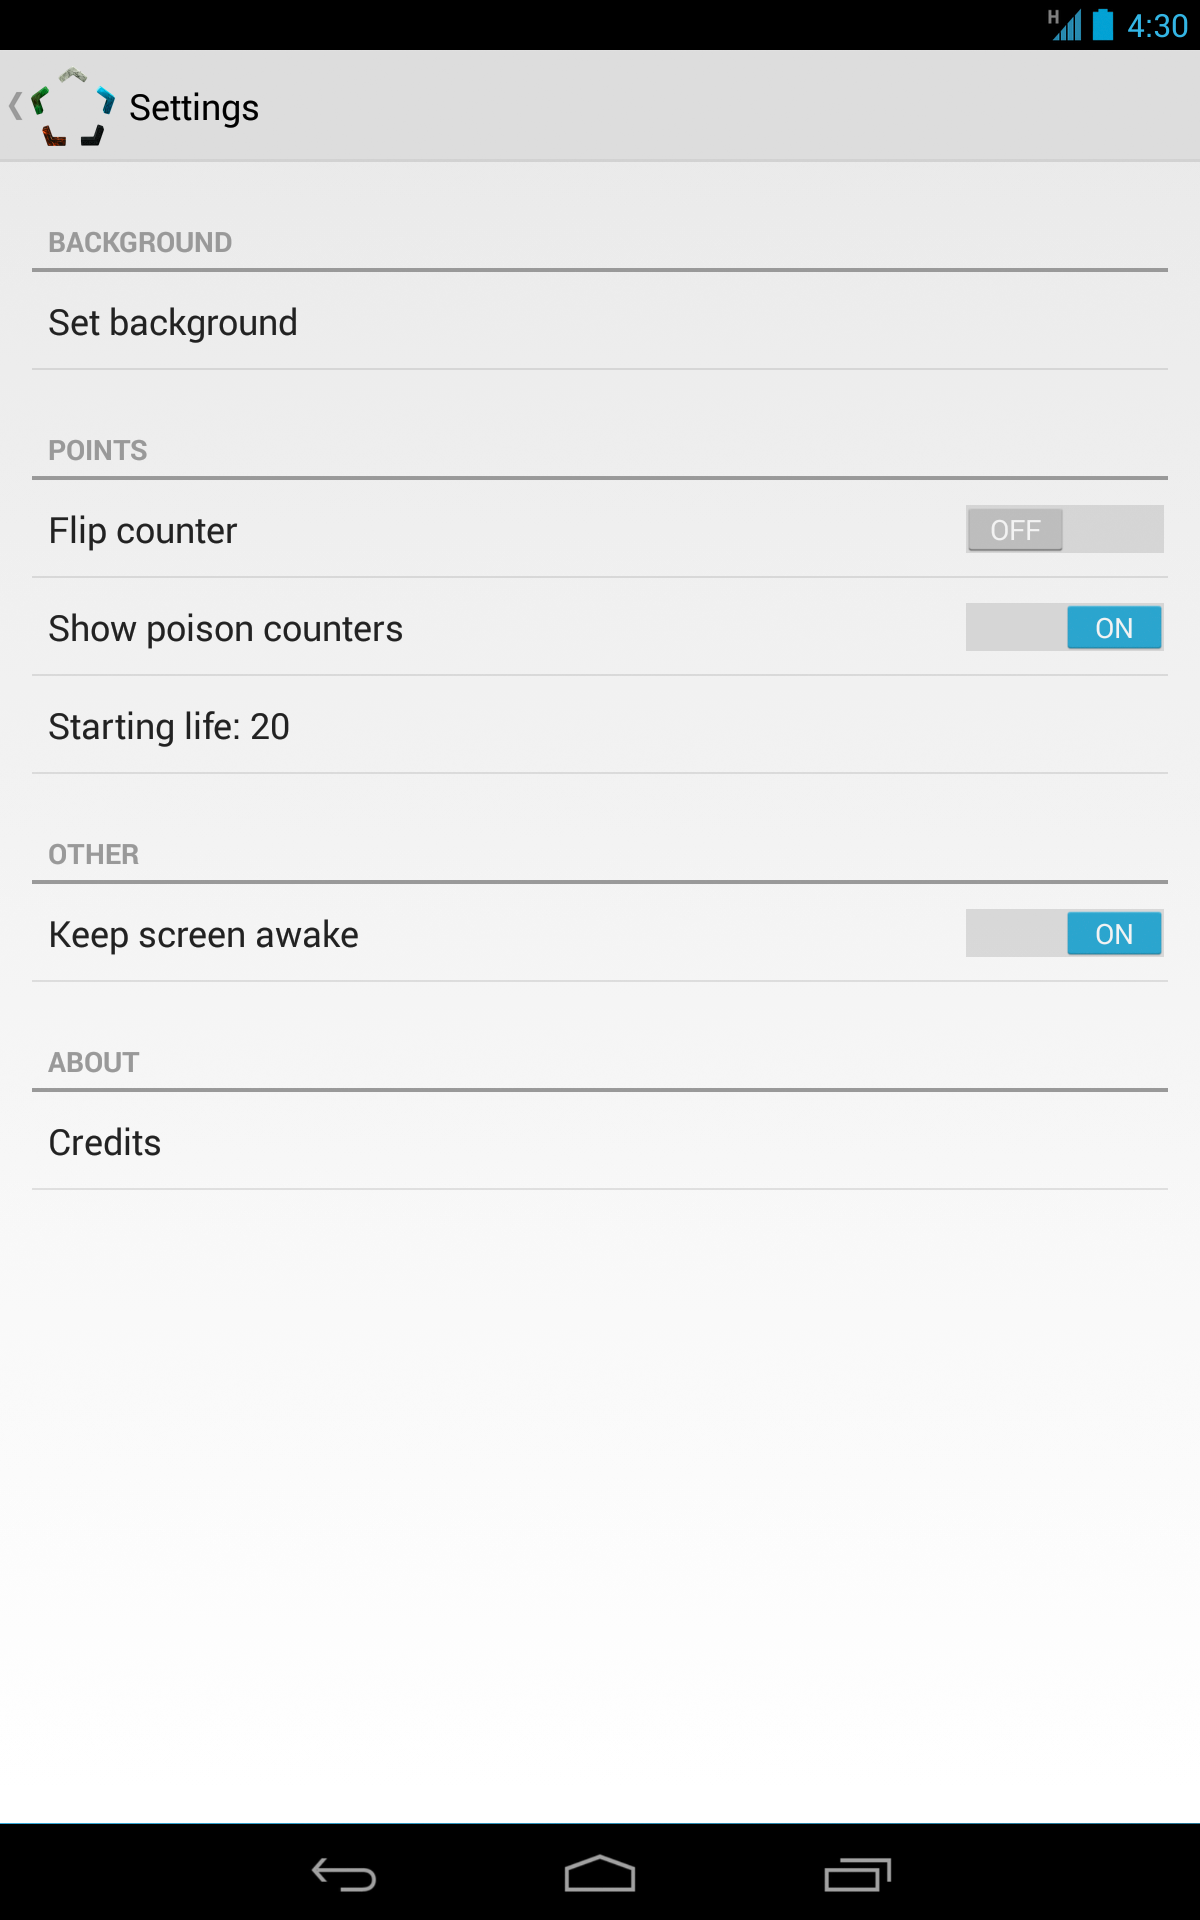 H 4:30
Settings
BACKGROUND
Set background
POINTS
Flip counter OFF
Show poison counters ON
Starting life: 20
OTHER
Keep screen awake ON
ABOUT
Credits